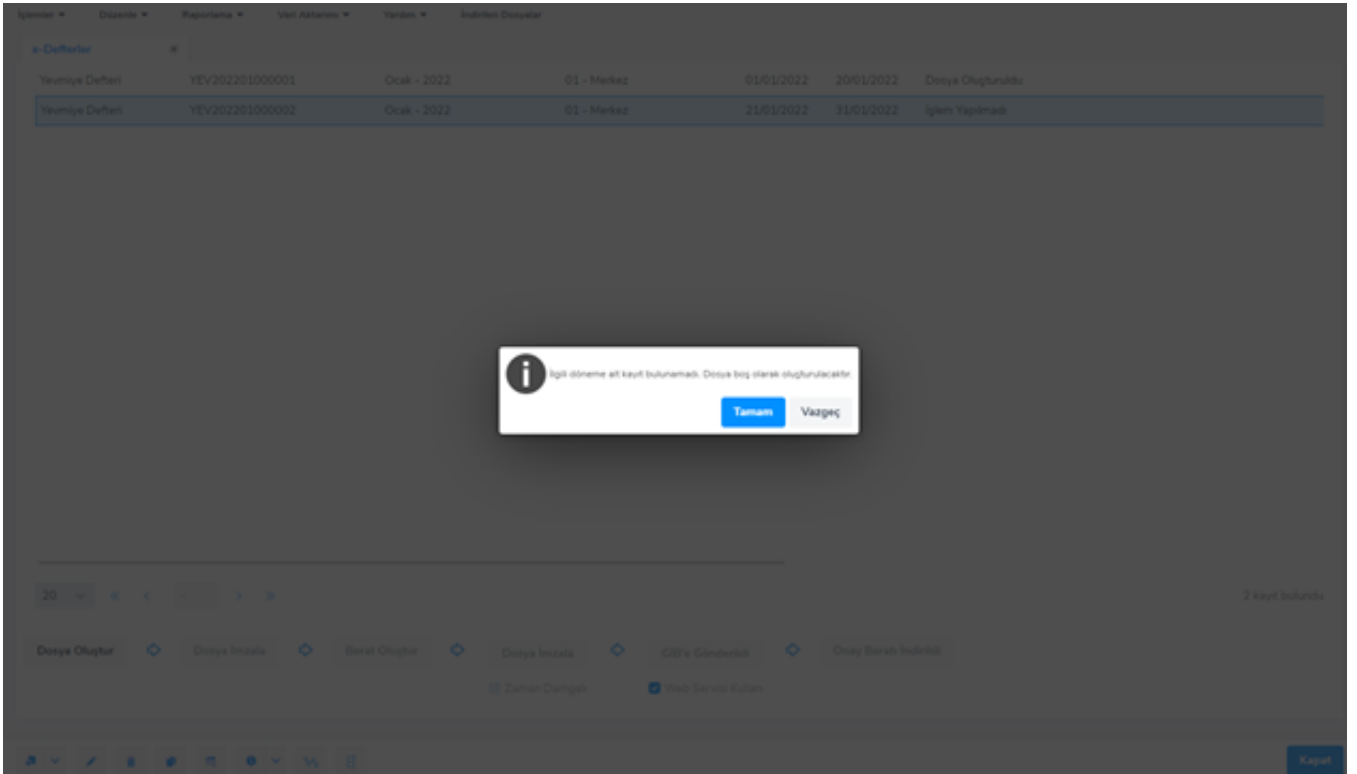 İşlemler Düzenle Raporlama Veri Aktarımı Yardım İndirilen Dosyalar
e-Defterler
Yevmiye Defteri YEV202201000001 Ocak - 2022 01 - Merkez 01/01/2022 20/01/2022 Dosya Oluşturuldu
Yevmiye Defteri YEV202201000002 Ocak - 2022 01 - Merkez 21/01/2022 31/01/2022 İşlem Yapılmadı
İlgili döneme ait kayıt bulunamadı. Dosya boş olarak oluşturulacaktır.
Tamam Vazgeç
20 2 kayıt bulundu
Dosya Oluştur Dosya İmzala Berat Oluştur Dosya İmzala GİB'e Gönderildi Onay Beratı İndirildi
Zaman Damgalı Web Servisi Kullan
Kapat